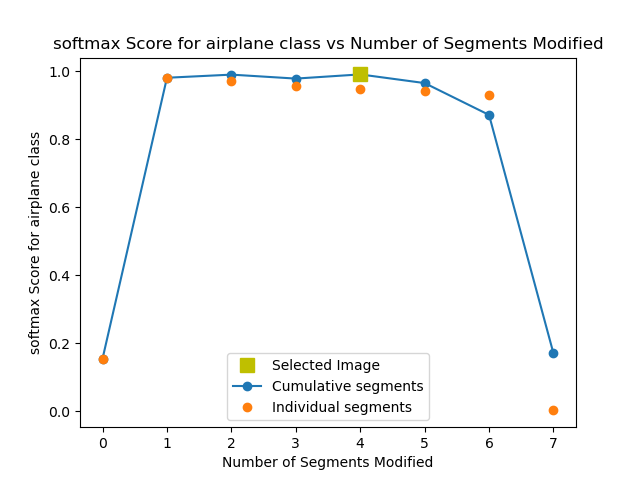 softmax Score for airplane class vs Number of Segments Modified
1.0
0.8
0.6
0.4
0.2
0.0
softmax Score for airplane class
Selected Image
Cumulative segments
Individual segments
0 1 2 3 4 5 6 7
Number of Segments Modified